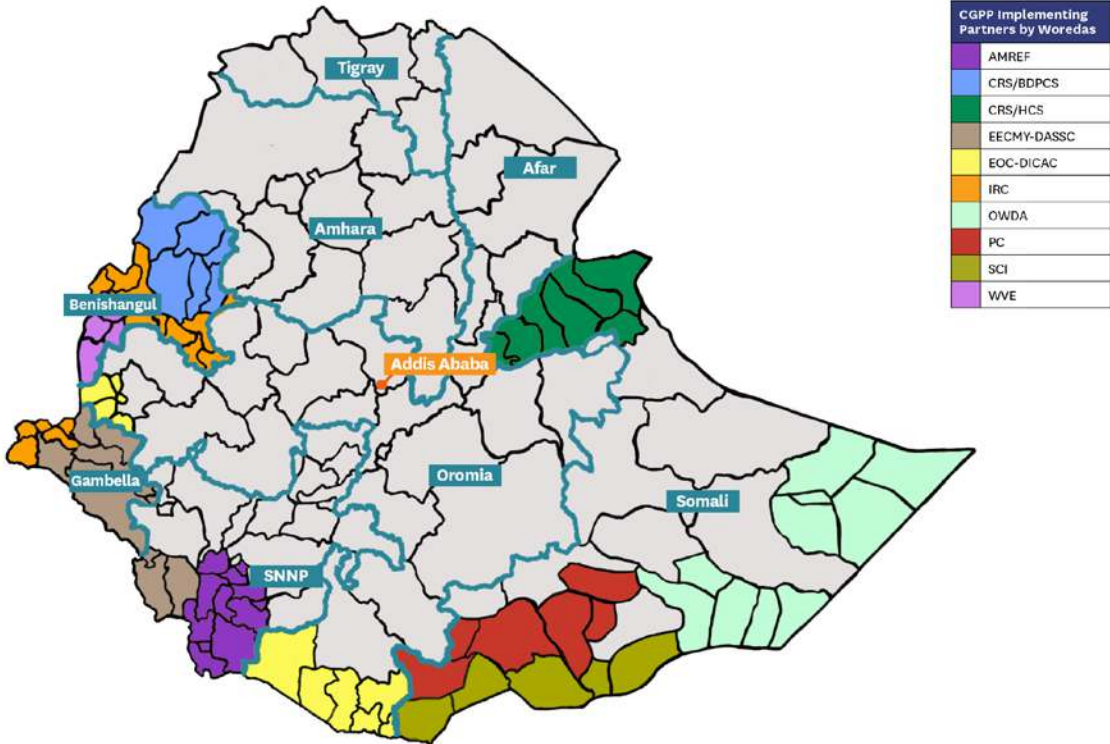 CGPP Implementing
Partners by Woredas
AMREF
CRS/BDPCS
CRS/HCS
EECMY-DASSC
EOC-DICAC
IRC
OWDA
PC
SCI
WVE
Tigray
Afar
Amhara
Benishangul
Addis Ababa
Oromia
Gambella
Somali
SNNP